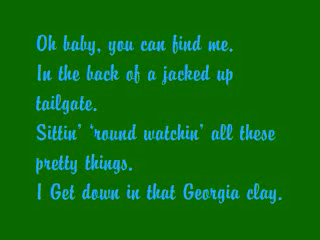 Oh baby, you can find me.
In the back of a jacked up
tailgate.
Sittin’ ‘round watchin’ all these
pretty things.
I Get down in that Georgia clay.